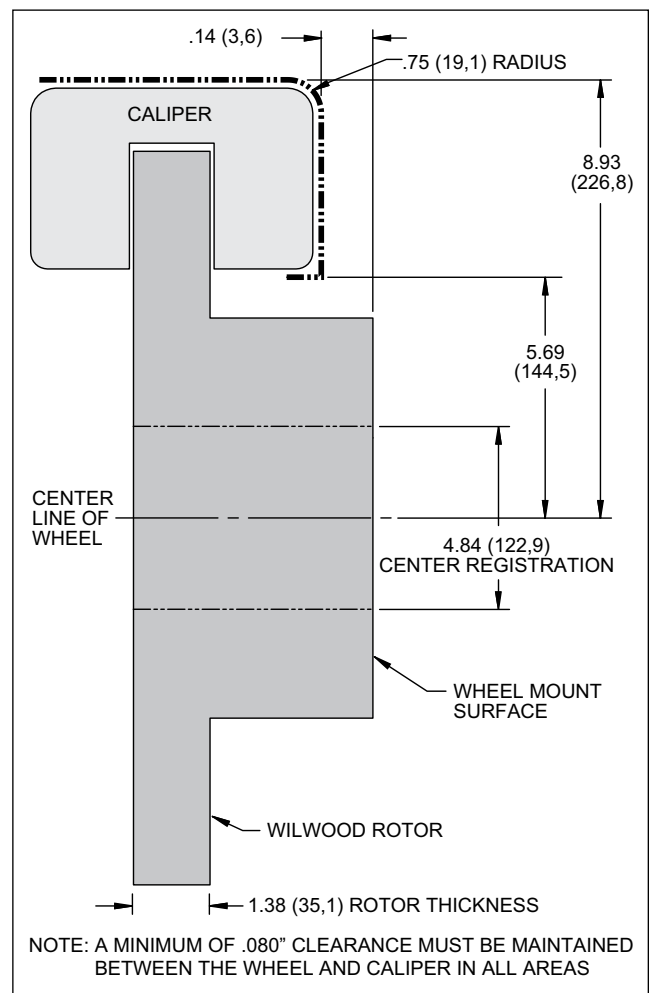 .14 (3,6)
.75 (19,1) RADIUS
CALIPER
8.93
(226,8)
5.69
(144,5)
CENTER
LINE OF
WHEEL
4.84 (122,9)
CENTER REGISTRATION
WHEEL MOUNT
SURFACE
WILWOOD ROTOR
1.38 (35,1) ROTOR THICKNESS
NOTE: A MINIMUM OF .080" CLEARANCE MUST BE MAINTAINED
BETWEEN THE WHEEL AND CALIPER IN ALL AREAS